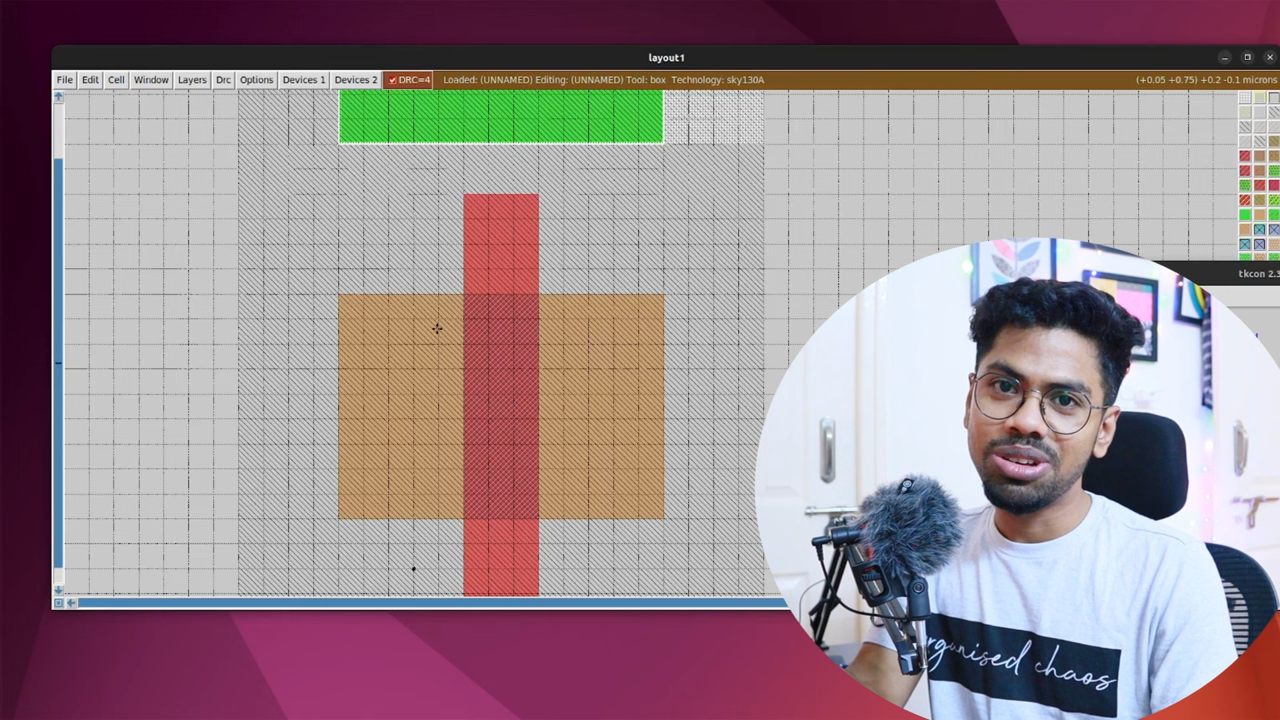 layout1
File Edit Cell Window Layers Drc Options Devices 1 Devices 2 DRC=4 Loaded: (UNNAMED) Editing: (UNNAMED) Tool: box Technology: sky130A (+0.05 +0.75) +0.2 -0.1 microns
tkcon 2.3
organised chaos